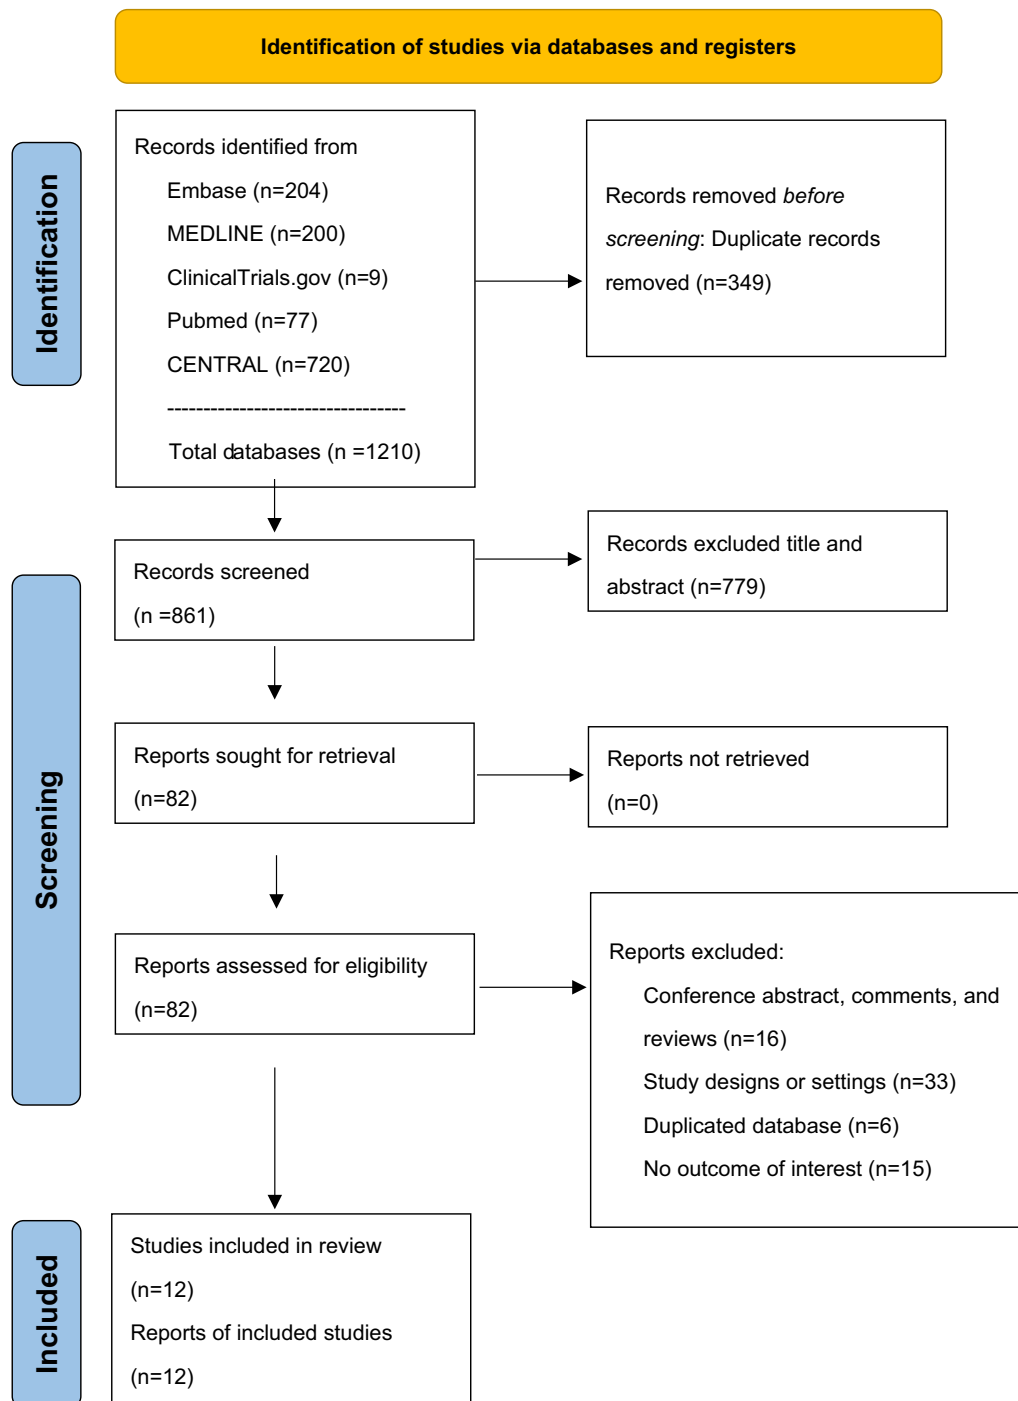 Identification of studies via databases and registers
Identification
Records identified from
Embase (n=204)
MEDLINE (n=200)
ClinicalTrials.gov (n=9)
Pubmed (n=77)
CENTRAL (n=720)
---------------------------------
Total databases (n =1210)
Records removed before
screening: Duplicate records
removed (n=349)
Screening
Records screened
(n =861)
Records excluded title and
abstract (n=779)
Reports sought for retrieval
(n=82)
Reports not retrieved
(n=0)
Reports assessed for eligibility
(n=82)
Reports excluded:
Conference abstract, comments, and
reviews (n=16)
Study designs or settings (n=33)
Duplicated database (n=6)
No outcome of interest (n=15)
Included
Studies included in review
(n=12)
Reports of included studies
(n=12)